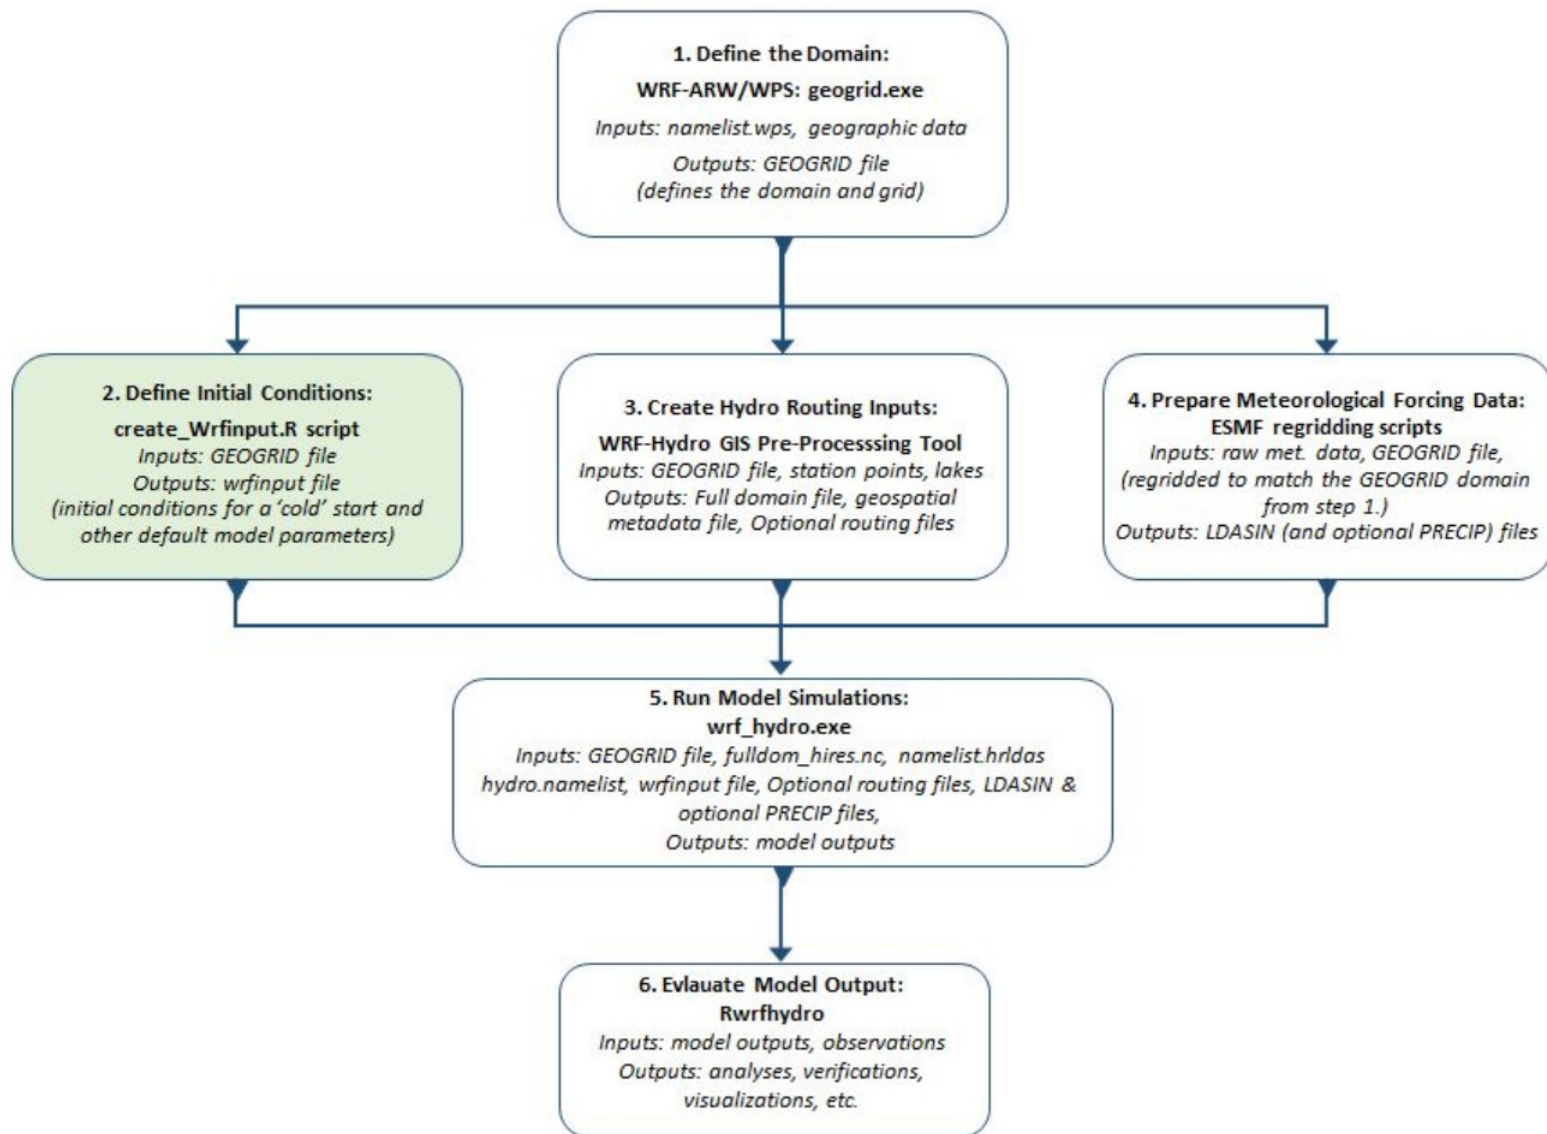 1. Define the Domain:
WRF-ARW/WPS: geogrid.exe
Inputs: namelist.wps, geographic data
Outputs: GEOGRID file
(defines the domain and grid)
2. Define Initial Conditions:
create_Wrfinput.R script
Inputs: GEOGRID file
Outputs: wrfinput file
(initial conditions for a ‘cold’ start and
other default model parameters)
3. Create Hydro Routing Inputs:
WRF-Hydro GIS Pre-Processsing Tool
Inputs: GEOGRID file, station points, lakes
Outputs: Full domain file, geospatial
metadata file, Optional routing files
4. Prepare Meteorological Forcing Data:
ESMF regridding scripts
Inputs: raw met. data, GEOGRID file,
(regridded to match the GEOGRID domain
from step 1.)
Outputs: LDASIN (and optional PRECIP) files
5. Run Model Simulations:
wrf_hydro.exe
Inputs: GEOGRID file, fulldom_hires.nc, namelist.hrldas
hydro.namelist, wrfinput file, Optional routing files, LDASIN &
optional PRECIP files,
Outputs: model outputs
6. Evlauate Model Output:
Rwrfhydro
Inputs: model outputs, observations
Outputs: analyses, verifications,
visualizations, etc.